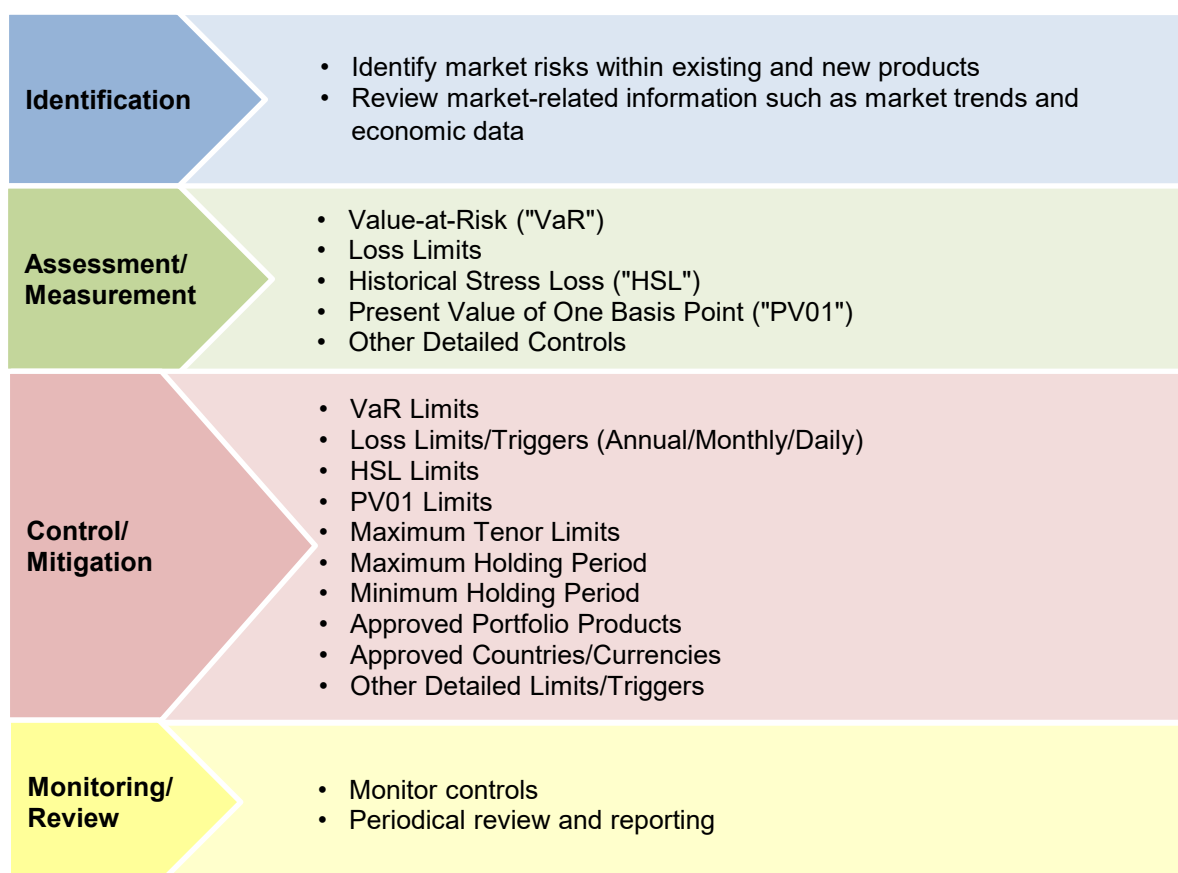 Identification
• Identify market risks within existing and new products
• Review market-related information such as market trends and
economic data
Assessment/
Measurement
• Value-at-Risk ("VaR")
• Loss Limits
• Historical Stress Loss ("HSL")
• Present Value of One Basis Point ("PV01")
• Other Detailed Controls
Control/
Mitigation
• VaR Limits
• Loss Limits/Triggers (Annual/Monthly/Daily)
• HSL Limits
• PV01 Limits
• Maximum Tenor Limits
• Maximum Holding Period
• Minimum Holding Period
• Approved Portfolio Products
• Approved Countries/Currencies
• Other Detailed Limits/Triggers
Monitoring/
Review
• Monitor controls
• Periodical review and reporting